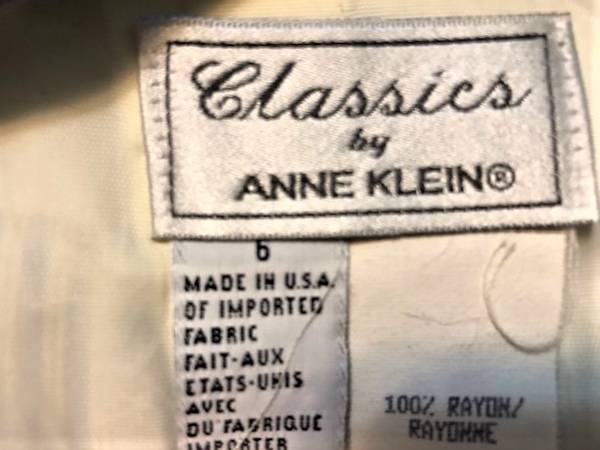 Classics
by
ANNE KLEIN®
6
MADE IN U.S.A.
OF IMPORTED
FABRIC
FAIT-AUX
ETATS-UNIS
AVEC
DU FABRIQUE
IMPORTER
100% RAYON/
RAYONNE